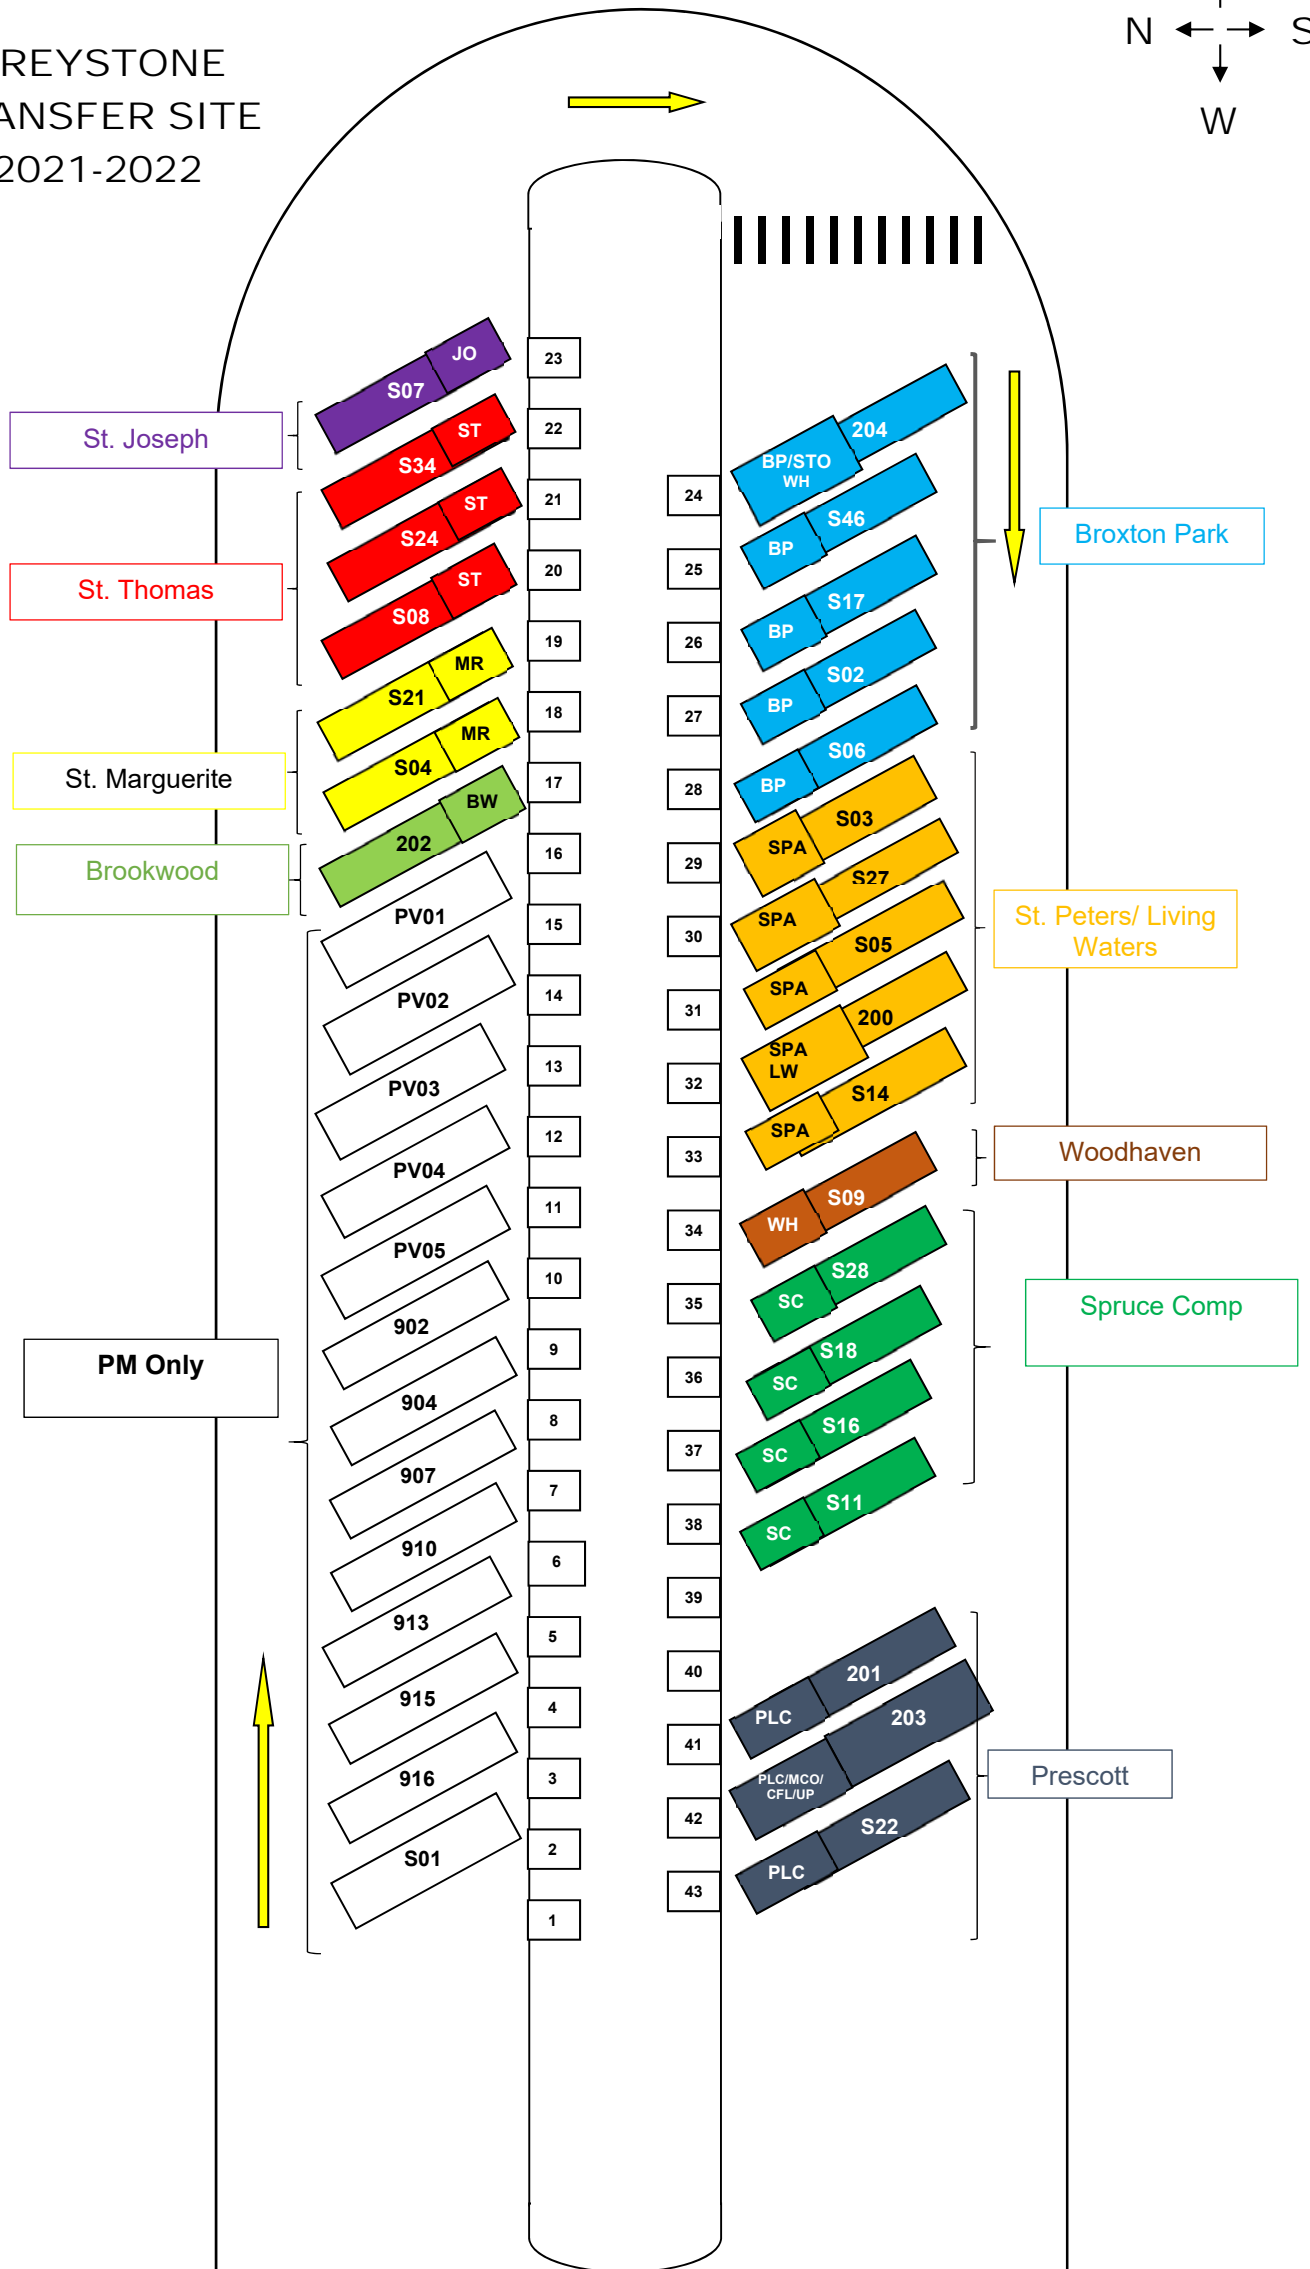 REYSTONE
ANSFER SITE
2021-2022
N S
W
JO
S07
23
St. Joseph
ST
S34
22
ST
S24
21
St. Thomas
ST
S08
20
19
MR
S21
18
St. Marguerite
MR
S04
17
BW
202
16
Brookwood
PV01
15
PV02
14
PV03
13
PV04
12
PV05
11
902
10
PM Only
904
9
907
8
910
7
913
6
915
5
916
4
S01
3
2
1
204
BP/STO
WH
24
S46
BP
25
Broxton Park
S17
BP
26
S02
BP
27
S06
BP
28
S03
SPA
29
S27
SPA
30
St. Peters/ Living
Waters
S05
SPA
31
200
SPA
LW
32
S14
SPA
33
Woodhaven
S09
WH
34
S28
SC
35
Spruce Comp
S18
SC
36
S16
SC
37
S11
SC
38
39
201
PLC
40
203
PLC/MCO/
CFL/UP
41
Prescott
S22
PLC
42
43